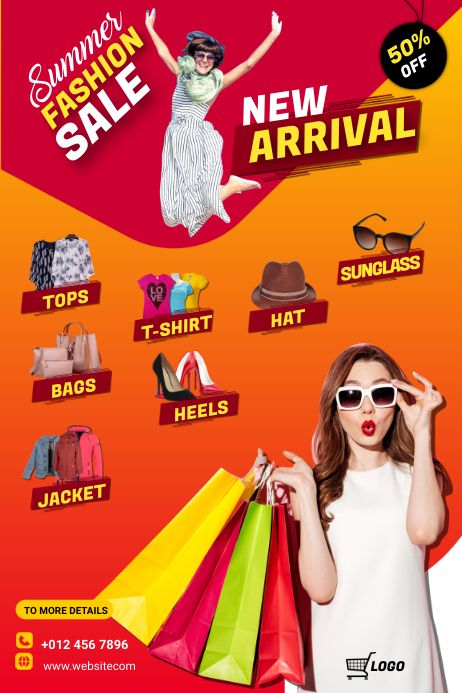 Summer
FASHION
SALE
50%
OFF
NEW
ARRIVAL
SUNGLASS
TOPS
LOVE
T-SHIRT
HAT
BAGS
HEELS
JACKET
TO MORE DETAILS
+012 456 7896
www.websitecom
LOGO